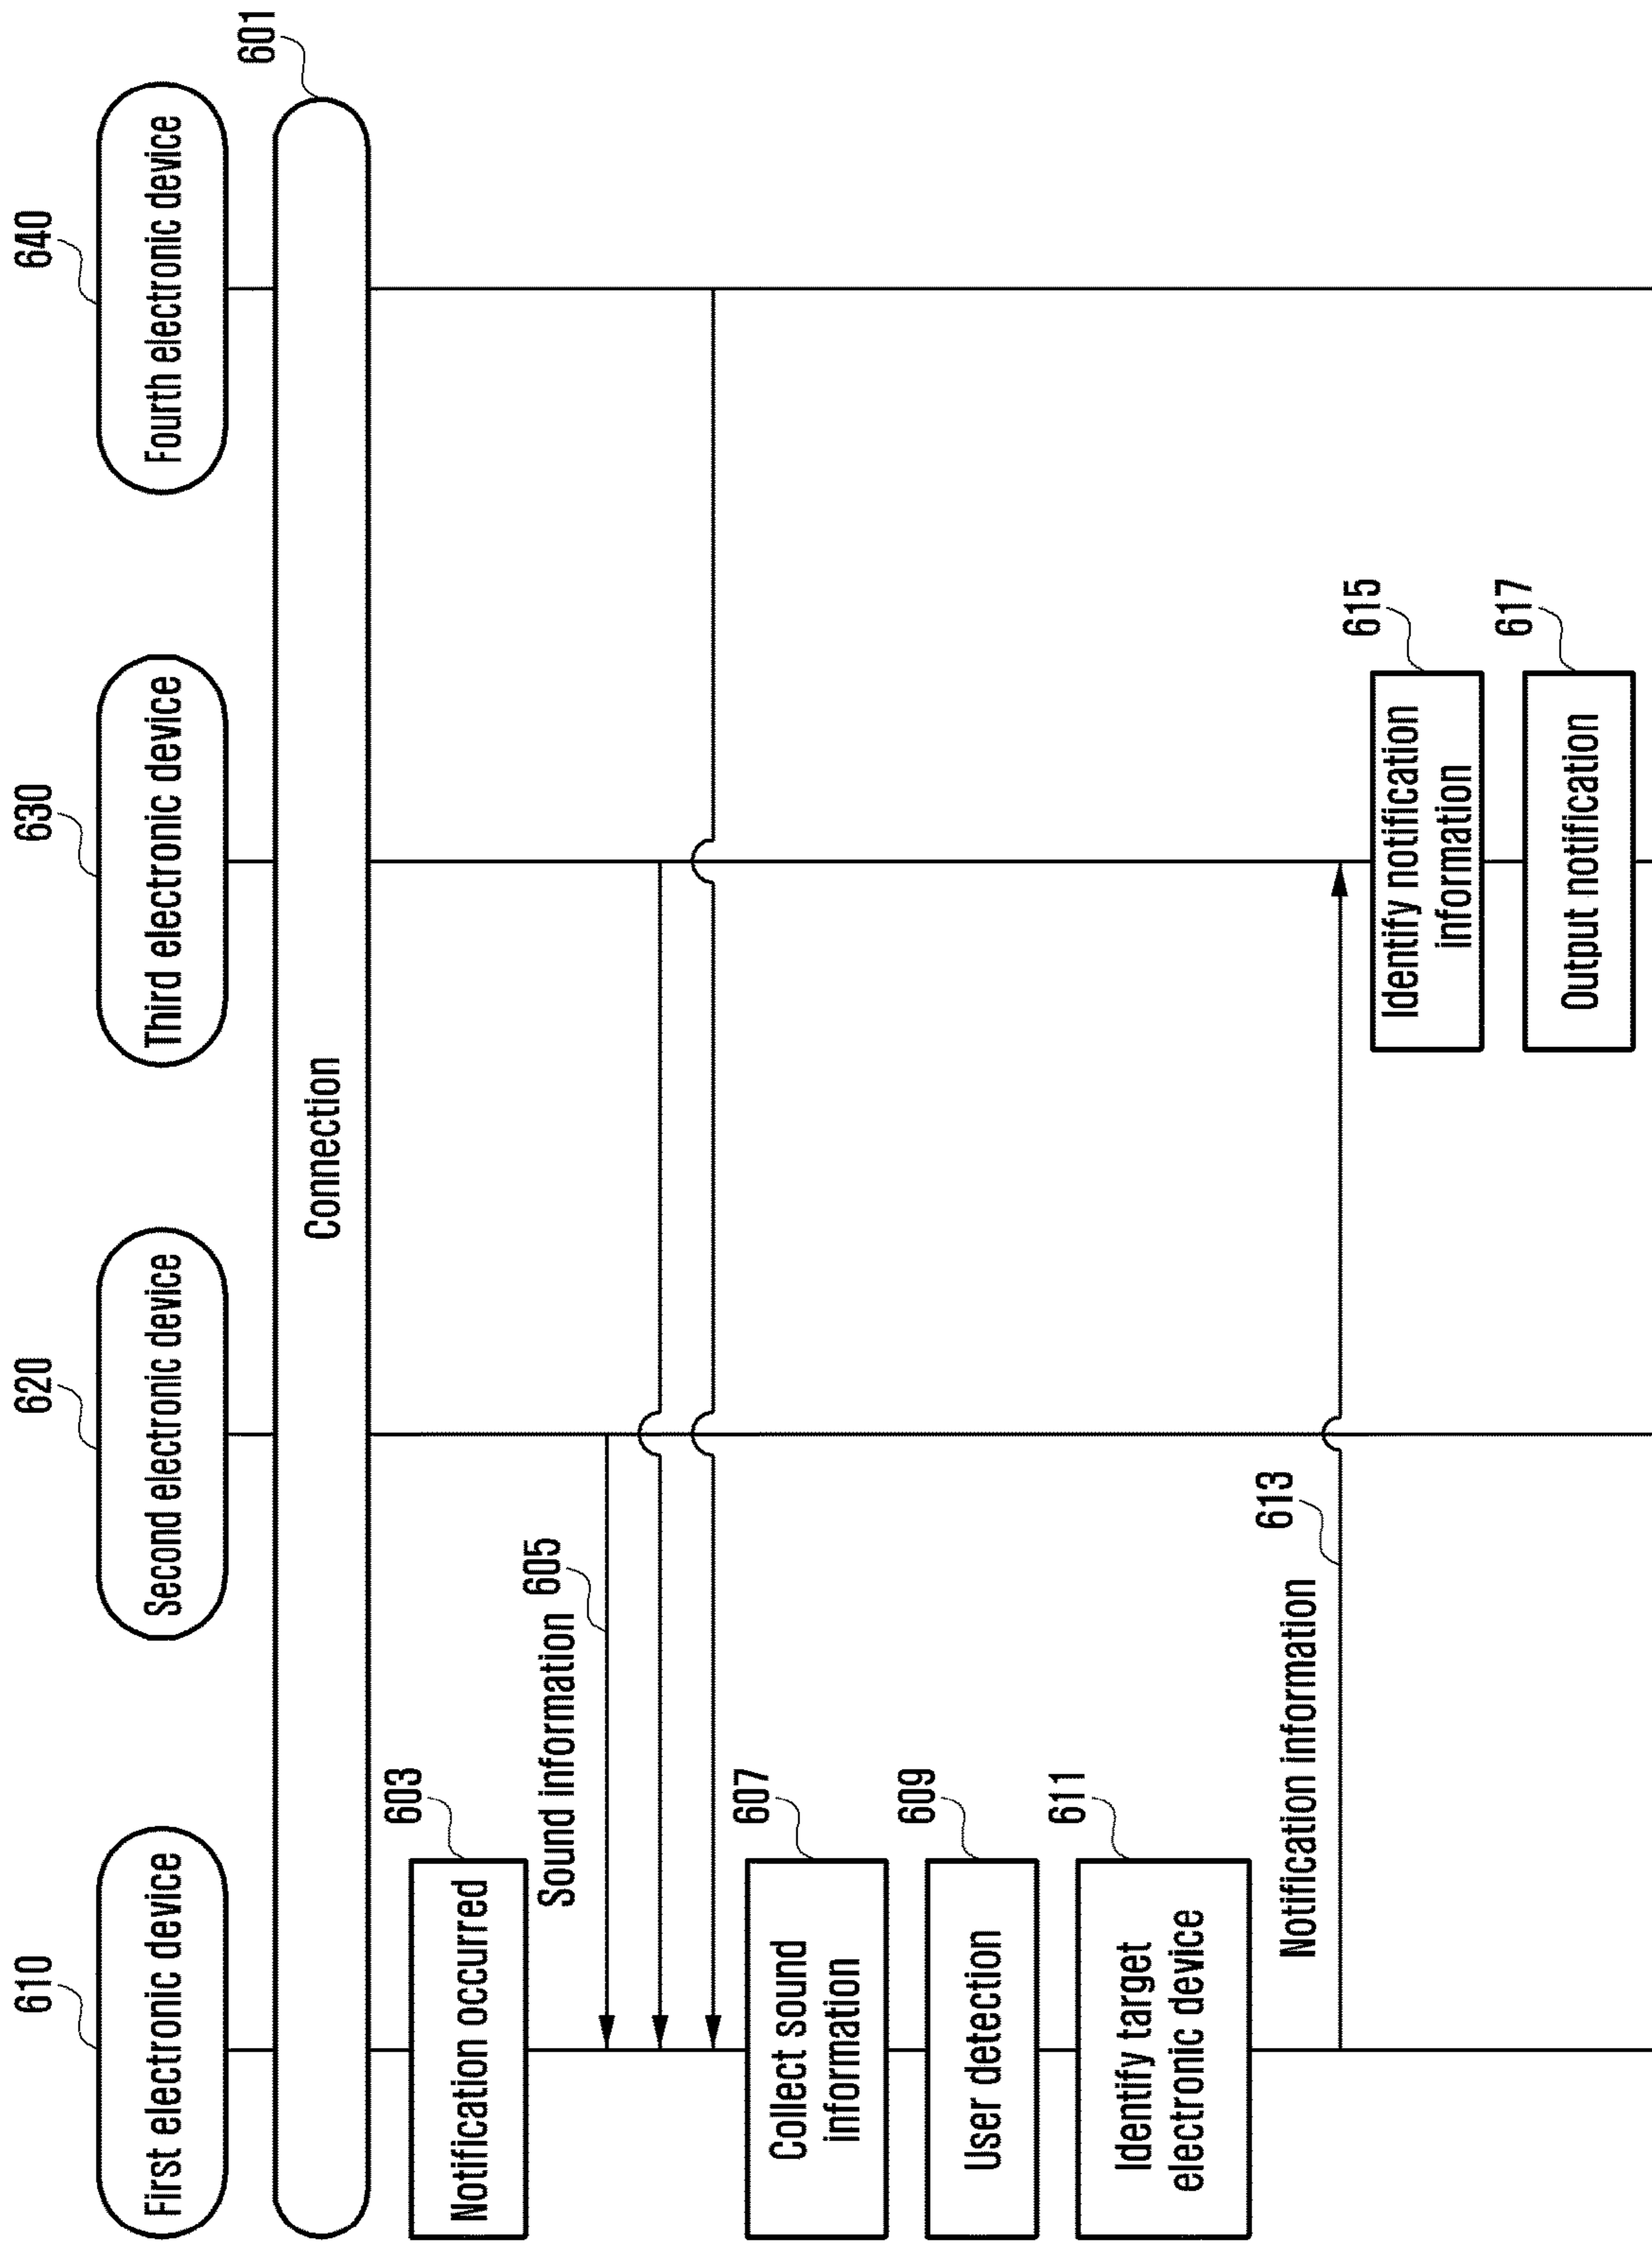 610
First electronic device
620
Second electronic device
630
Third electronic device
640
Fourth electronic device
Connection
601
603
Notification occurred
Sound information
605
607
Collect sound
information
609
User detection
611
Identify target
electronic device
Notification information
613
615
Identify notification
information
617
Output notification